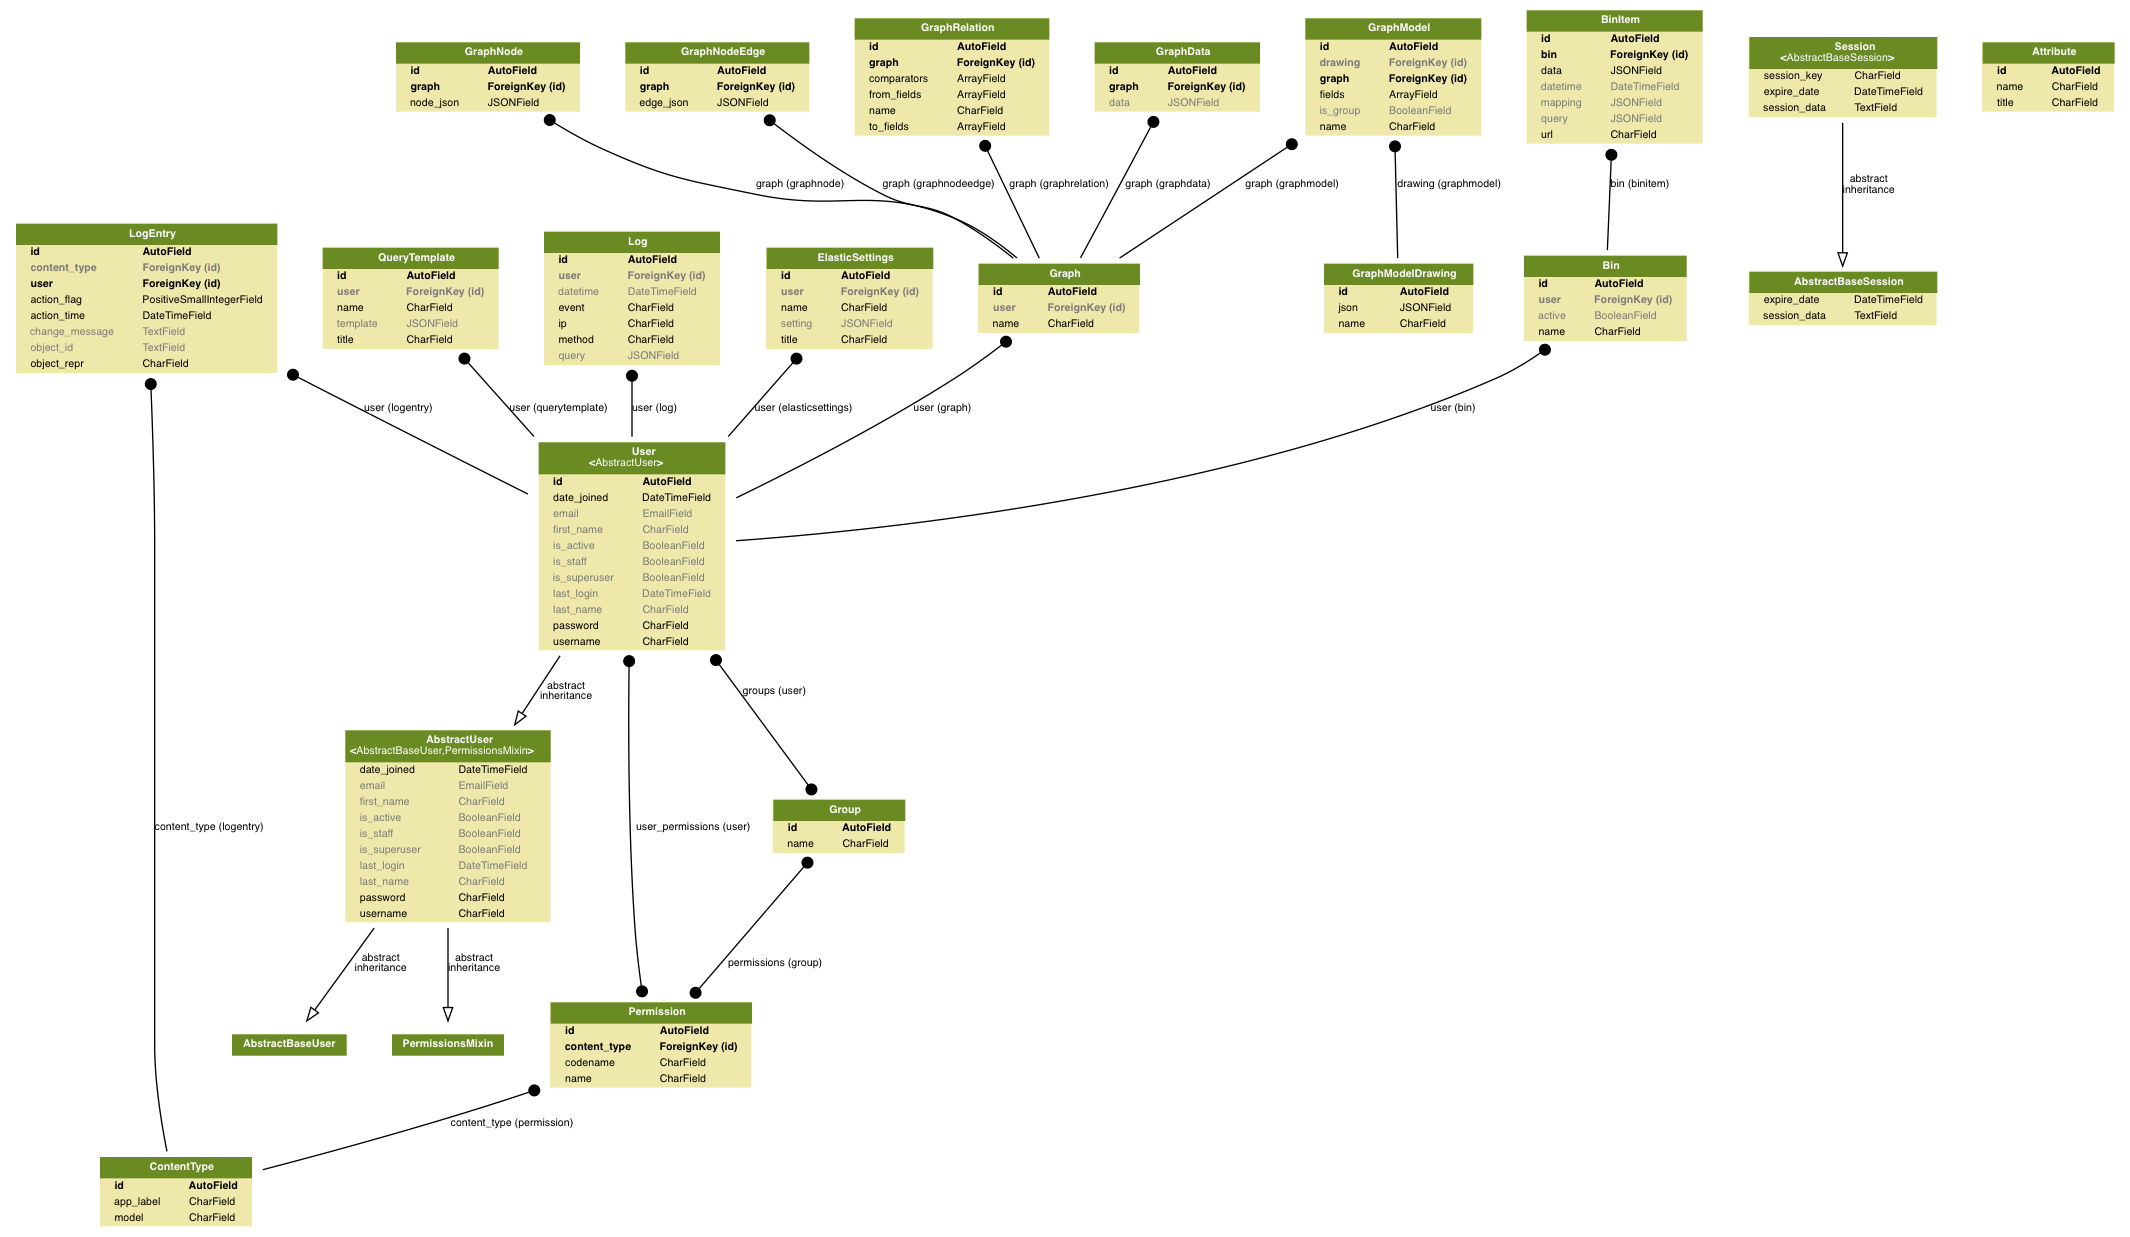 GraphNode
id AutoField
graph ForeignKey (id)
node_json JSONField
GraphNodeEdge
id AutoField
graph ForeignKey (id)
edge_json JSONField
GraphRelation
id AutoField
graph ForeignKey (id)
comparators ArrayField
from_fields ArrayField
name CharField
to_fields ArrayField
GraphData
id AutoField
graph ForeignKey (id)
data JSONField
GraphModel
id AutoField
drawing ForeignKey (id)
graph ForeignKey (id)
fields ArrayField
is_group BooleanField
name CharField
BinItem
id AutoField
bin ForeignKey (id)
data JSONField
datetime DateTimeField
mapping JSONField
query JSONField
url CharField
Session
<AbstractBaseSession>
session_key CharField
expire_date DateTimeField
session_data TextField
Attribute
id AutoField
name CharField
title CharField
graph (graphnode)
graph (graphnodeedge)
graph (graphrelation)
graph (graphdata)
graph (graphmodel)
drawing (graphmodel)
bin (binitem)
abstract
inheritance
LogEntry
id AutoField
content_type ForeignKey (id)
user ForeignKey (id)
action_flag PositiveSmallIntegerField
action_time DateTimeField
change_message TextField
object_id TextField
object_repr CharField
QueryTemplate
id AutoField
user ForeignKey (id)
name CharField
template JSONField
title CharField
Log
id AutoField
user ForeignKey (id)
datetime DateTimeField
event CharField
ip CharField
method CharField
query JSONField
ElasticSettings
id AutoField
user ForeignKey (id)
name CharField
setting JSONField
title CharField
Graph
id AutoField
user ForeignKey (id)
name CharField
GraphModelDrawing
id AutoField
json JSONField
name CharField
Bin
id AutoField
user ForeignKey (id)
active BooleanField
name CharField
AbstractBaseSession
expire_date DateTimeField
session_data TextField
user (logentry)
user (querytemplate)
user (log)
user (elasticsettings)
user (graph)
user (bin)
User
<AbstractUser>
id AutoField
date_joined DateTimeField
email EmailField
first_name CharField
is_active BooleanField
is_staff BooleanField
is_superuser BooleanField
last_login DateTimeField
last_name CharField
password CharField
username CharField
abstract
inheritance
groups (user)
AbstractUser
<AbstractBaseUser,PermissionsMixin>
date_joined DateTimeField
email EmailField
first_name CharField
is_active BooleanField
is_staff BooleanField
is_superuser BooleanField
last_login DateTimeField
last_name CharField
password CharField
username CharField
content_type (logentry)
user_permissions (user)
Group
id AutoField
name CharField
abstract
inheritance
abstract
inheritance
permissions (group)
AbstractBaseUser
PermissionsMixin
Permission
id AutoField
content_type ForeignKey (id)
codename CharField
name CharField
content_type (permission)
ContentType
id AutoField
app_label CharField
model CharField